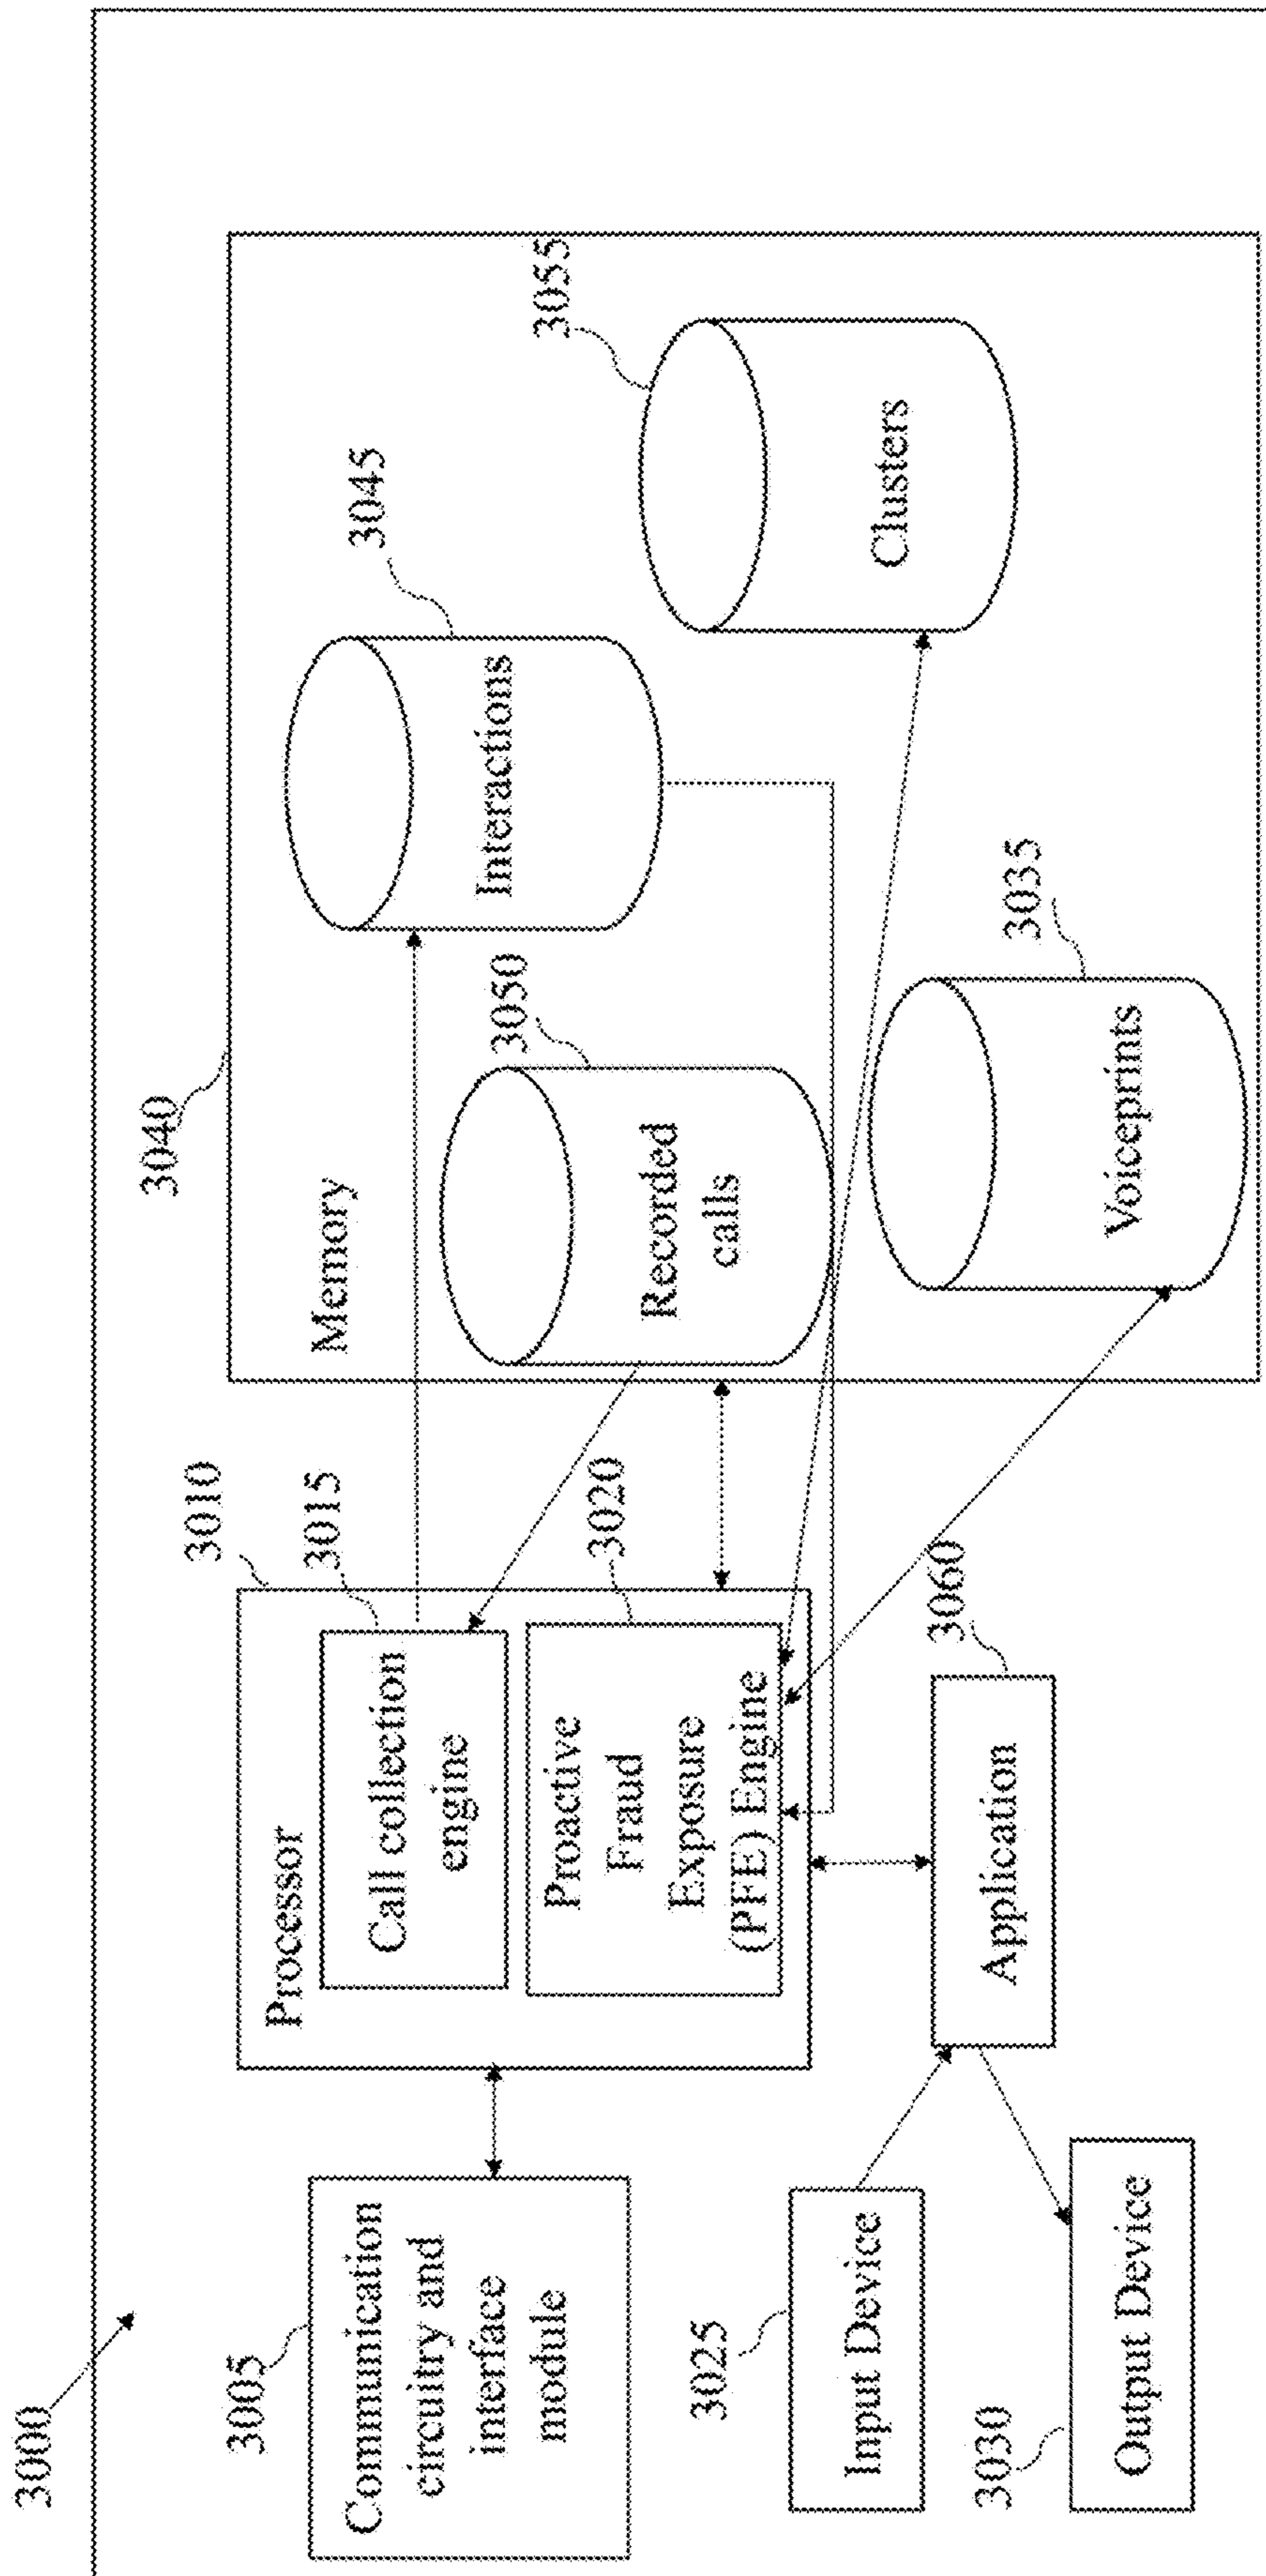 3000
3040
3055
3045
3010
3015
Memory
Interactions
3050
Processor
3005
Call collection
engine
3020
Recorded
calls
Clusters
Communication
circuitry and
interface
module
Proactive
Fraud
Exposure
(PFE) Engine
3035
3060
3025
Voiceprints
Input Device
Application
3030
Output Device